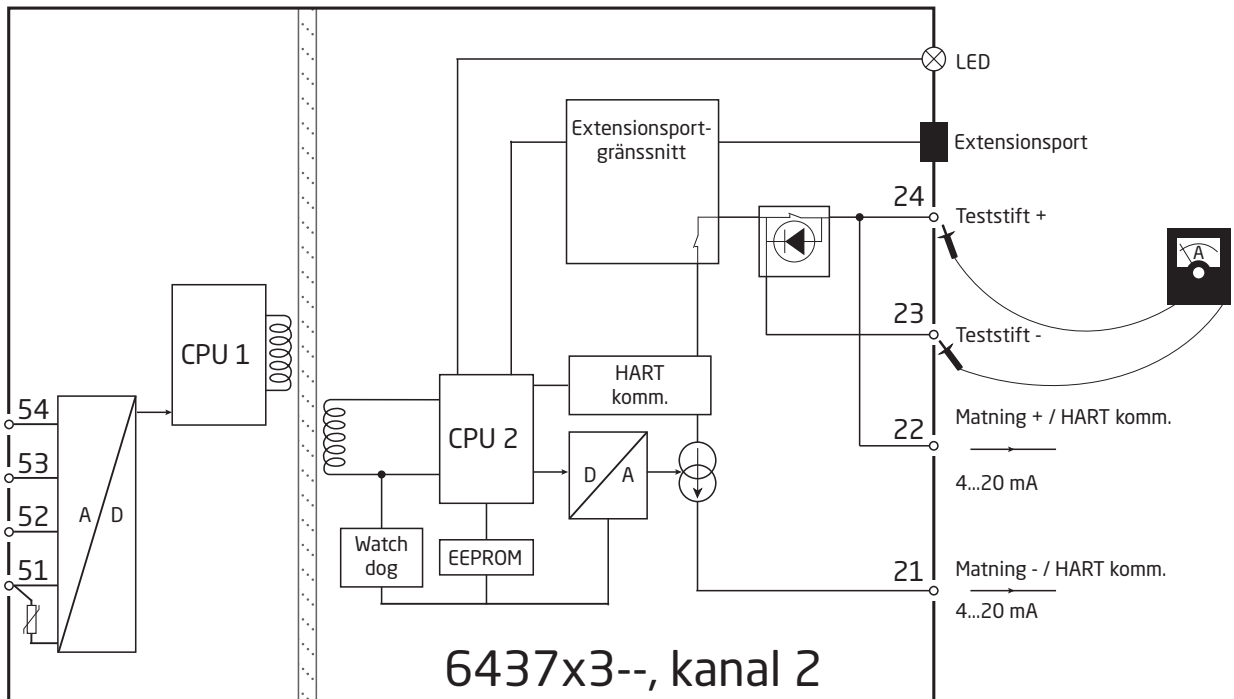 LED
Extensionsport-
gränssnitt
Extensionsport
24
Teststift +
A
23
Teststift -
CPU 1
HART
komm.
54
53
52
51
A
D
CPU 2
D
A
22
Matning + / HART komm.
4...20 mA
Watch
dog
EEPROM
21
Matning - / HART komm.
4...20 mA
6437x3--, kanal 2